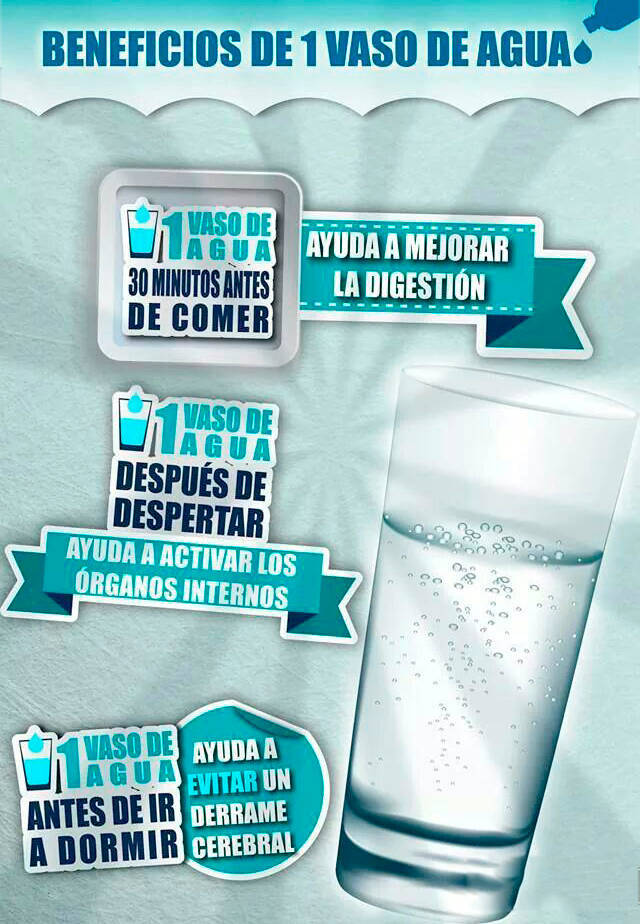 BENEFICIOS DE 1 VASO DE AGUA
1 VASO DE
AGUA
30 MINUTOS ANTES
DE COMER
AYUDA A MEJORAR
LA DIGESTIÓN
1 VASO DE
AGUA
DESPUÉS DE
DESPERTAR
AYUDA A ACTIVAR LOS
ÓRGANOS INTERNOS
1 VASO DE
AGUA
ANTES DE IR
A DORMIR
AYUDA A
EVITAR UN
DERRAME
CEREBRAL